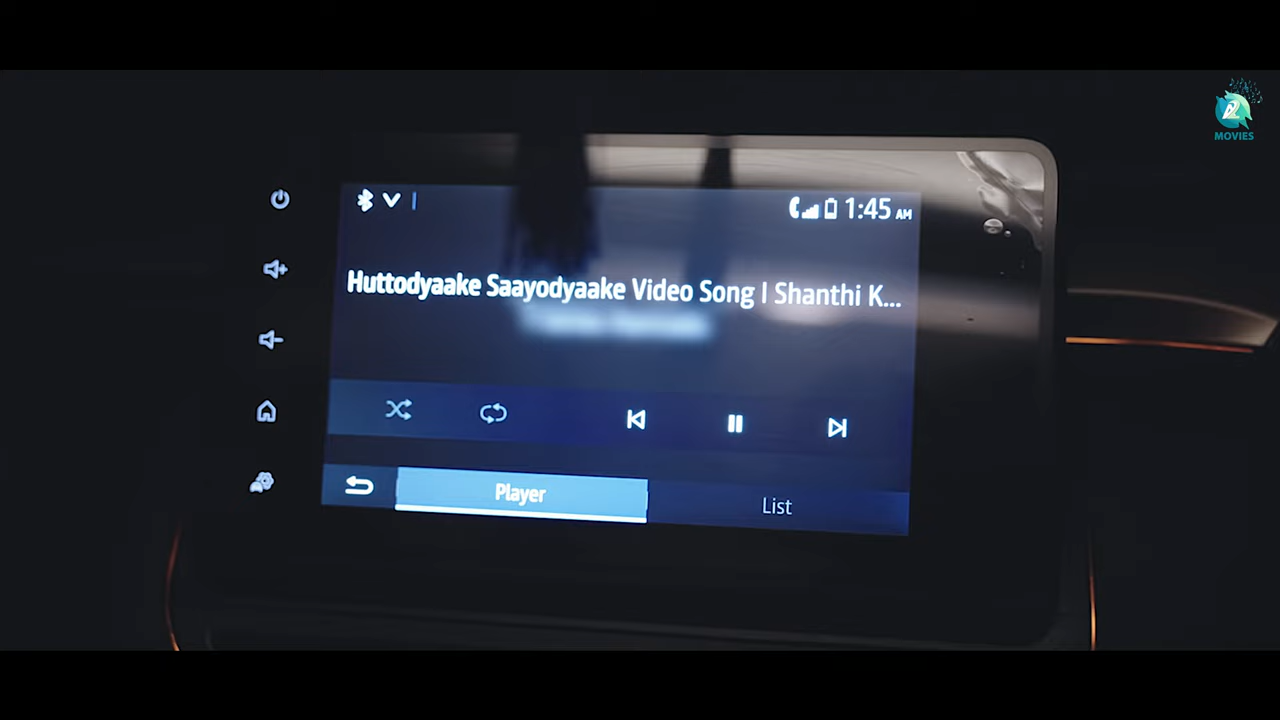 MOVIES
1:45 AM
Huttodyaake Saayodyaake Video Song | Shanthi K...
Player
List